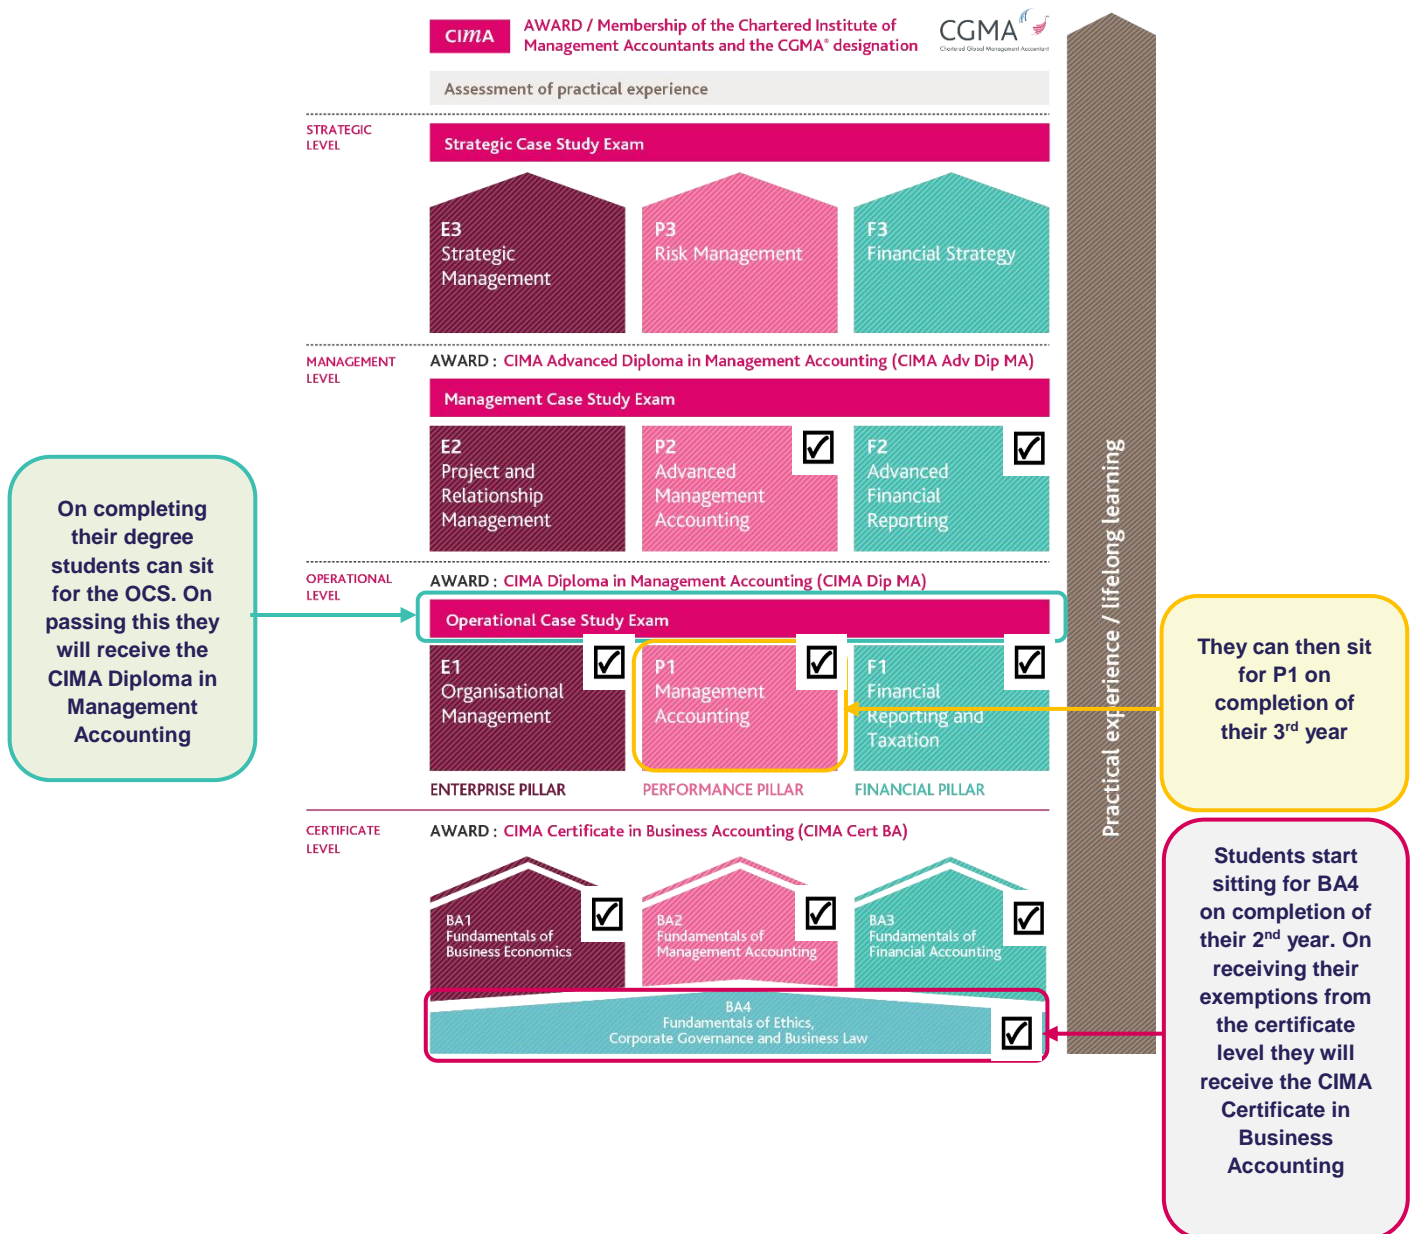 CIMA
AWARD / Membership of the Chartered Institute of
Management Accountants and the CGMA® designation
CGMA
Chartered Global Management Accountant
Assessment of practical experience
STRATEGIC
LEVEL
Strategic Case Study Exam
E3
Strategic
Management
P3
Risk Management
F3
Financial Strategy
MANAGEMENT
LEVEL
AWARD : CIMA Advanced Diploma in Management Accounting (CIMA Adv Dip MA)
Management Case Study Exam
E2
Project and
Relationship
Management
P2
Advanced
Management
Accounting
F2
Advanced
Financial
Reporting
OPERATIONAL
LEVEL
AWARD : CIMA Diploma in Management Accounting (CIMA Dip MA)
Operational Case Study Exam
E1
Organisational
Management
P1
Management
Accounting
F1
Financial
Reporting and
Taxation
ENTERPRISE PILLAR
PERFORMANCE PILLAR
FINANCIAL PILLAR
CERTIFICATE
LEVEL
AWARD : CIMA Certificate in Business Accounting (CIMA Cert BA)
BA1
Fundamentals of
Business Economics
BA2
Fundamentals of
Management Accounting
BA3
Fundamentals of
Financial Accounting
BA4
Fundamentals of Ethics,
Corporate Governance and Business Law
Practical experience / lifelong learning
On completing
their degree
students can sit
for the OCS. On
passing this they
will receive the
CIMA Diploma in
Management
Accounting
They can then sit
for P1 on
completion of
their 3rd year
Students start
sitting for BA4
on completion of
their 2nd year. On
receiving their
exemptions from
the certificate
level they will
receive the CIMA
Certificate in
Business
Accounting